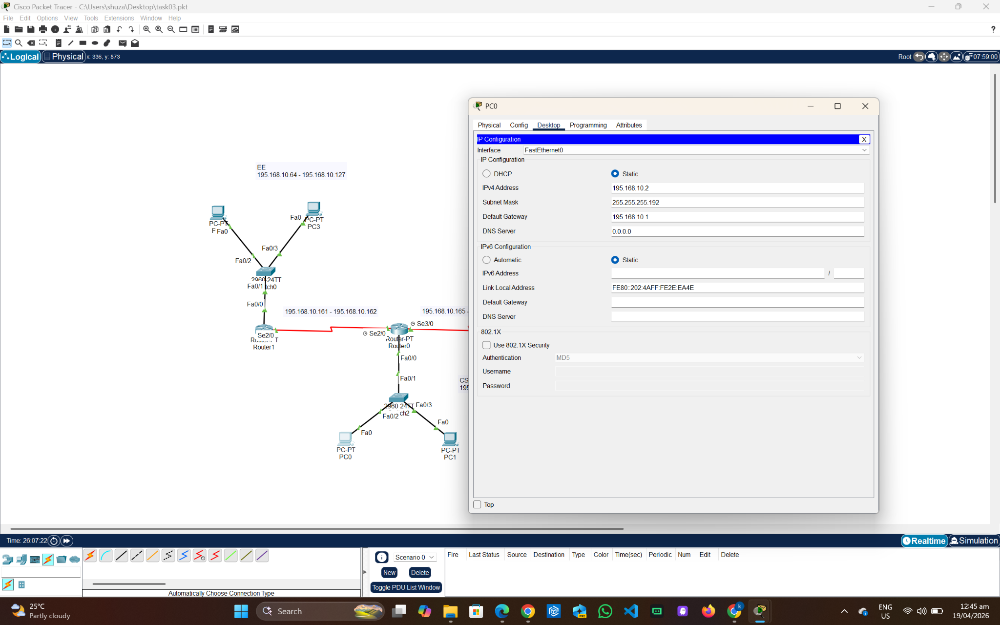 Cisco Packet Tracer - C:\Users\shuza\Desktop\task03.pkt
File Edit Options View Tools Extensions Window Help
?
Logical Physical x: 336, y: 873
Root 07:59:00
EE
195.168.10.64 - 195.168.10.127
PC-PT
Fa0
Fa0
PC-PT
PC3
Fa0/3
Fa0/2
2960-24TT
Fa0/1 tch0
Fa0/0
195.168.10.161 - 195.168.10.162
195.168.10.165 -
Se3/0
Se2/0
Se2/0
Router1
Router-PT
Router0
Fa0/0
Fa0/1
CS
195
2960-24TT
Fa0/3
ch2
Fa0/2
Fa0
Fa0
PC-PT
PC0
PC-PT
PC1
PC0
Physical Config Desktop Programming Attributes
IP Configuration X
Interface FastEthernet0
IP Configuration
DHCP Static
IPv4 Address 195.168.10.2
Subnet Mask 255.255.255.192
Default Gateway 195.168.10.1
DNS Server 0.0.0.0
IPv6 Configuration
Automatic Static
IPv6 Address /
Link Local Address FE80::202:4AFF:FE2E:EA4E
Default Gateway
DNS Server
802.1X
Use 802.1X Security
Authentication MD5
Username
Password
Top
Time: 26:07:22
Realtime Simulation
Scenario 0
New Delete
Toggle PDU List Window
Fire Last Status Source Destination Type Color Time(sec) Periodic Num Edit Delete
Automatically Choose Connection Type
25°C
Partly cloudy
Search
PRE
k
ENG
US
12:45 am
19/04/2026